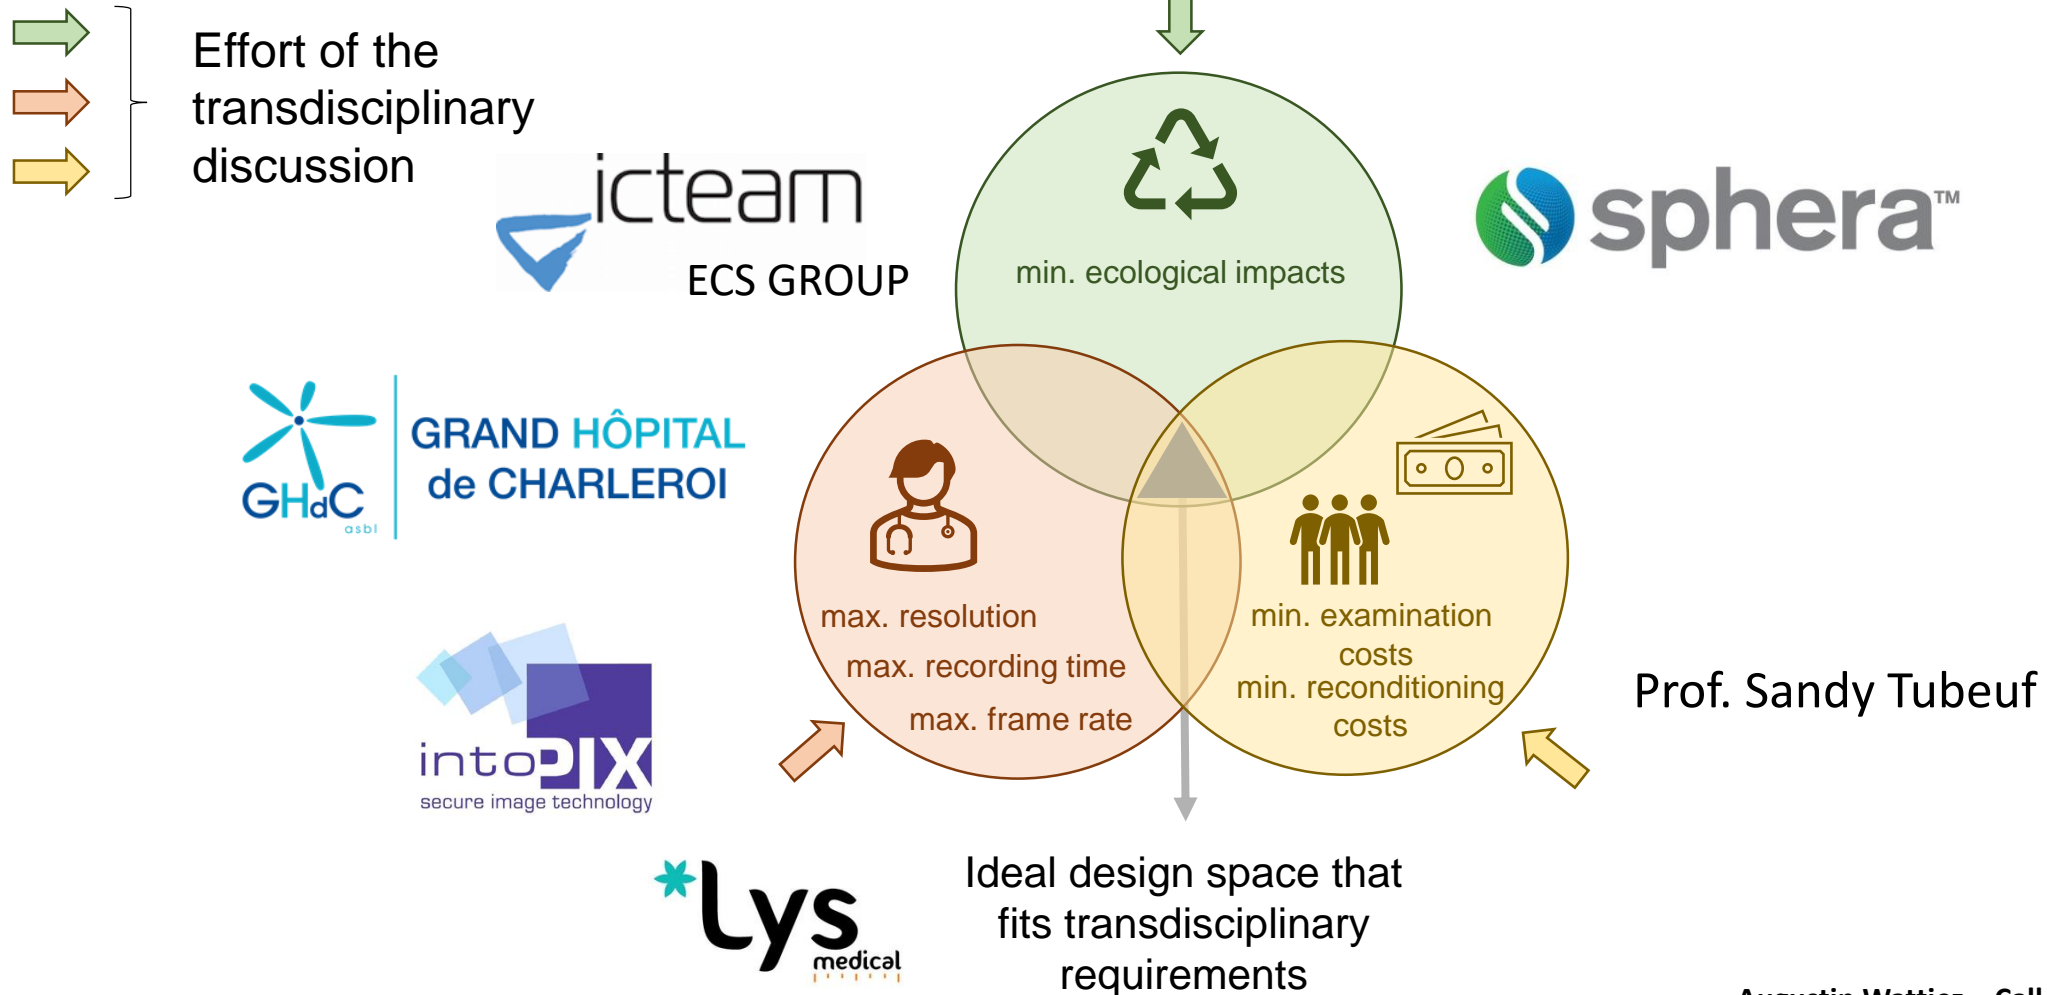 Effort of the
transdisciplinary
discussion
icteam
ECS GROUP
min. ecological impacts
sphera™
GHdC
asbl
GRAND HÔPITAL
de CHARLEROI
max. resolution
max. recording time
max. frame rate
min. examination
costs
min. reconditioning
costs
Prof. Sandy Tubeuf
intoPIX
secure image technology
Lys
medical
Ideal design space that
fits transdisciplinary
requirements